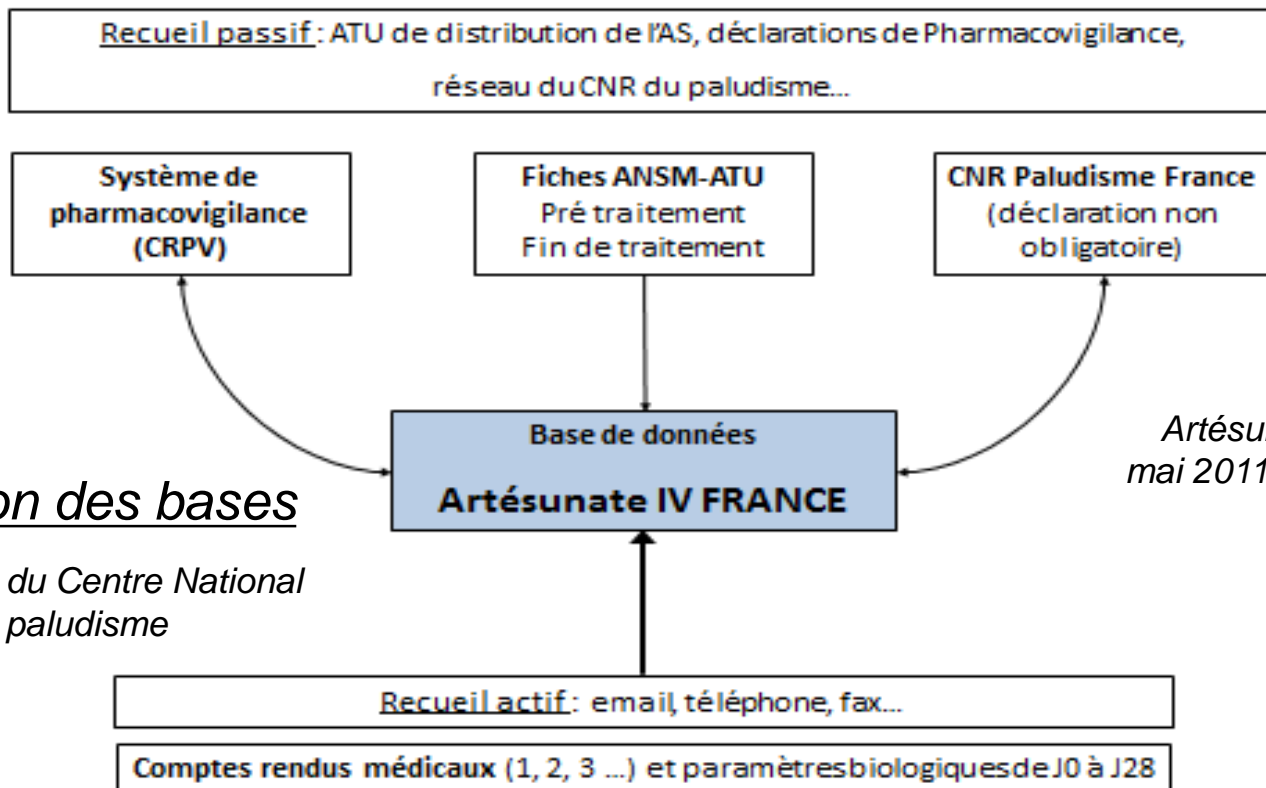 Recueil passif : ATU de distribution de l'AS, déclarations de Pharmacovigilance,
réseau du CNR du paludisme...
Système de
pharmacovigilance
(CRPV)
Fiches ANSM-ATU
Pré traitement
Fin de traitement
CNR Paludisme France
(déclaration non
obligatoire)
Base de données
Artésunate IV FRANCE
mai 2011
on des bases
du Centre National
paludisme
Recueil actif : email, téléphone, fax...
Comptes rendus médicaux (1, 2, 3 ...) et paramètres biologiques de J0 à J28